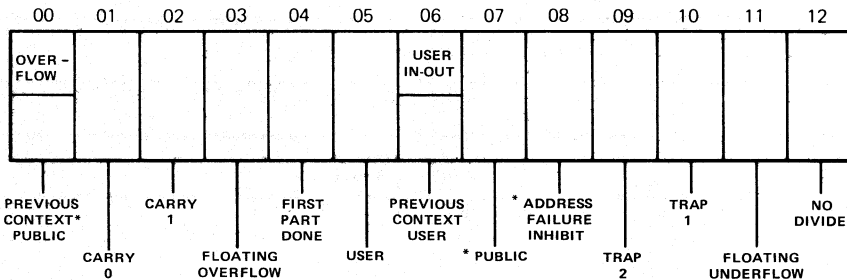 00 01 02 03 04 05 06 07 08 09 10 11 12
OVER –
FLOW
USER
IN-OUT
PREVIOUS
CONTEXT*
PUBLIC
CARRY
0
CARRY
1
FLOATING
OVERFLOW
FIRST
PART
DONE
USER
PREVIOUS
CONTEXT
USER
* PUBLIC
* ADDRESS
FAILURE
INHIBIT
TRAP
2
TRAP
1
FLOATING
UNDERFLOW
NO
DIVIDE